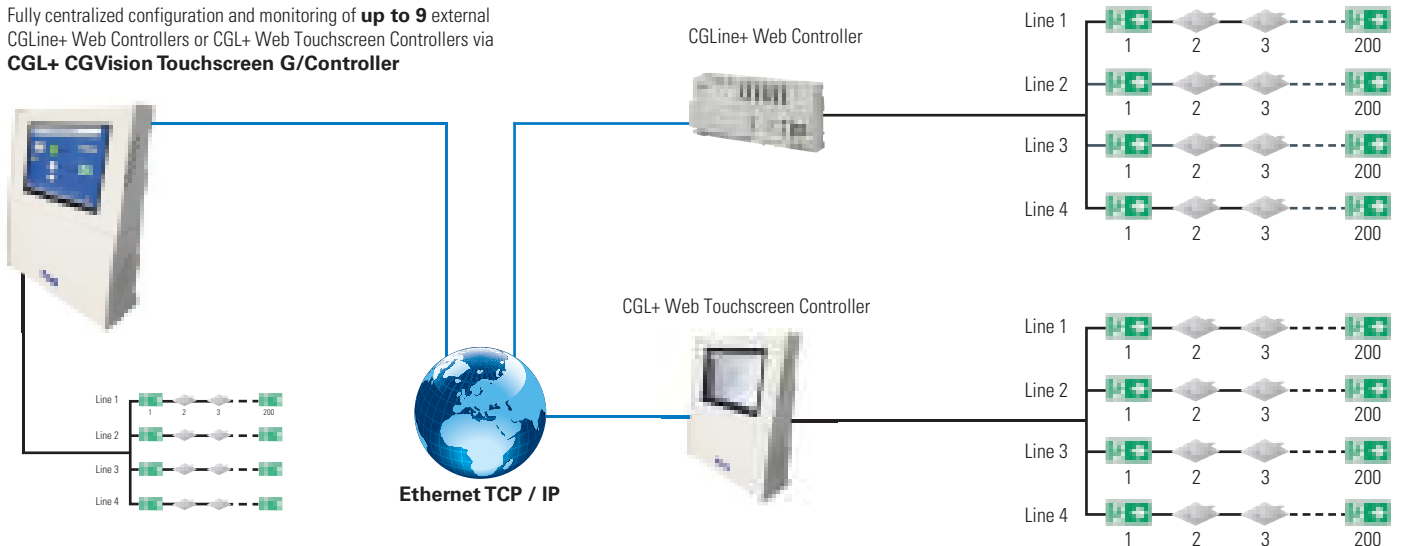 Fully centralized configuration and monitoring of up to 9 external
CGLine+ Web Controllers or CGL+ Web Touchscreen Controllers via
CGL+ CGVision Touchscreen G/Controller
CGLine+ Web Controller
Line 1
1 2 3 200
Line 2
1 2 3 200
Line 3
1 2 3 200
Line 4
1 2 3 200
CGL+ Web Touchscreen Controller
Line 1
1 2 3 200
Line 2
1 2 3 200
Line 3
1 2 3 200
Line 4
1 2 3 200
Line 1
1 2 3 200
Line 2
Line 3
Line 4
Ethernet TCP / IP